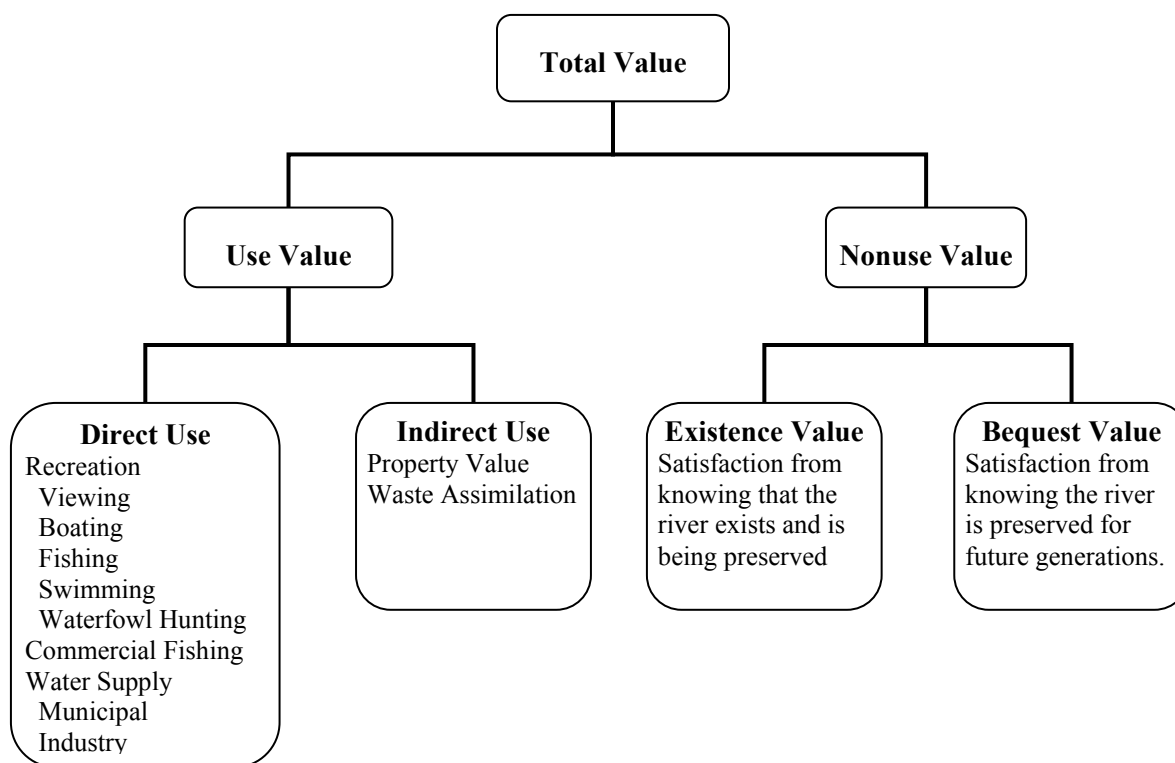 Total Value
Use Value
Nonuse Value
Direct Use
Recreation
Viewing
Boating
Fishing
Swimming
Waterfowl Hunting
Commercial Fishing
Water Supply
Municipal
Industry
Indirect Use
Property Value
Waste Assimilation
Existence Value
Satisfaction from
knowing that the
river exists and is
being preserved
Bequest Value
Satisfaction from
knowing the river
is preserved for
future generations.